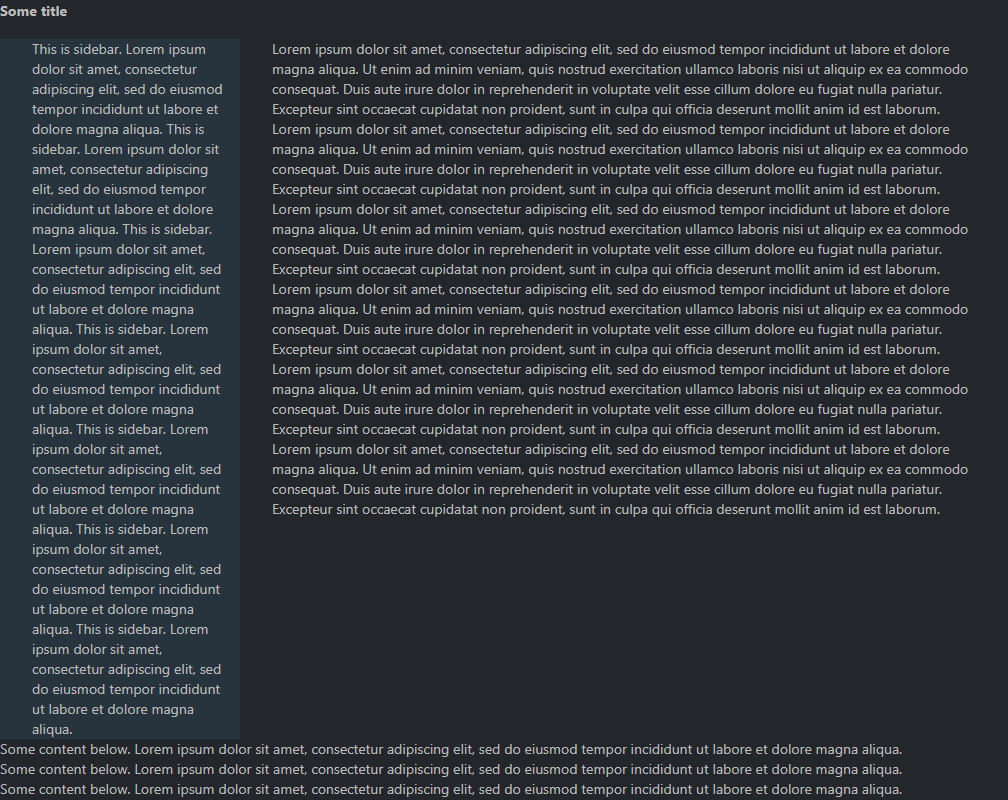 Some title
This is sidebar. Lorem ipsum
dolor sit amet, consectetur
adipiscing elit, sed do eiusmod
tempor incididunt ut labore et
dolore magna aliqua. This is
sidebar. Lorem ipsum dolor sit
amet, consectetur adipiscing
elit, sed do eiusmod tempor
incididunt ut labore et dolore
magna aliqua. This is sidebar.
Lorem ipsum dolor sit amet,
consectetur adipiscing elit, sed
do eiusmod tempor incididunt
ut labore et dolore magna
aliqua. This is sidebar. Lorem
ipsum dolor sit amet,
consectetur adipiscing elit, sed
do eiusmod tempor incididunt
ut labore et dolore magna
aliqua. This is sidebar. Lorem
ipsum dolor sit amet,
consectetur adipiscing elit, sed
do eiusmod tempor incididunt
ut labore et dolore magna
aliqua. This is sidebar. Lorem
ipsum dolor sit amet,
consectetur adipiscing elit, sed
do eiusmod tempor incididunt
ut labore et dolore magna
aliqua. This is sidebar. Lorem
ipsum dolor sit amet,
consectetur adipiscing elit, sed
do eiusmod tempor incididunt
ut labore et dolore magna
aliqua.
Lorem ipsum dolor sit amet, consectetur adipiscing elit, sed do eiusmod tempor incididunt ut labore et dolore
magna aliqua. Ut enim ad minim veniam, quis nostrud exercitation ullamco laboris nisi ut aliquip ex ea commodo
consequat. Duis aute irure dolor in reprehenderit in voluptate velit esse cillum dolore eu fugiat nulla pariatur.
Excepteur sint occaecat cupidatat non proident, sunt in culpa qui officia deserunt mollit anim id est laborum.
Lorem ipsum dolor sit amet, consectetur adipiscing elit, sed do eiusmod tempor incididunt ut labore et dolore
magna aliqua. Ut enim ad minim veniam, quis nostrud exercitation ullamco laboris nisi ut aliquip ex ea commodo
consequat. Duis aute irure dolor in reprehenderit in voluptate velit esse cillum dolore eu fugiat nulla pariatur.
Excepteur sint occaecat cupidatat non proident, sunt in culpa qui officia deserunt mollit anim id est laborum.
Lorem ipsum dolor sit amet, consectetur adipiscing elit, sed do eiusmod tempor incididunt ut labore et dolore
magna aliqua. Ut enim ad minim veniam, quis nostrud exercitation ullamco laboris nisi ut aliquip ex ea commodo
consequat. Duis aute irure dolor in reprehenderit in voluptate velit esse cillum dolore eu fugiat nulla pariatur.
Excepteur sint occaecat cupidatat non proident, sunt in culpa qui officia deserunt mollit anim id est laborum.
Lorem ipsum dolor sit amet, consectetur adipiscing elit, sed do eiusmod tempor incididunt ut labore et dolore
magna aliqua. Ut enim ad minim veniam, quis nostrud exercitation ullamco laboris nisi ut aliquip ex ea commodo
consequat. Duis aute irure dolor in reprehenderit in voluptate velit esse cillum dolore eu fugiat nulla pariatur.
Excepteur sint occaecat cupidatat non proident, sunt in culpa qui officia deserunt mollit anim id est laborum.
Lorem ipsum dolor sit amet, consectetur adipiscing elit, sed do eiusmod tempor incididunt ut labore et dolore
magna aliqua. Ut enim ad minim veniam, quis nostrud exercitation ullamco laboris nisi ut aliquip ex ea commodo
consequat. Duis aute irure dolor in reprehenderit in voluptate velit esse cillum dolore eu fugiat nulla pariatur.
Excepteur sint occaecat cupidatat non proident, sunt in culpa qui officia deserunt mollit anim id est laborum.
Lorem ipsum dolor sit amet, consectetur adipiscing elit, sed do eiusmod tempor incididunt ut labore et dolore
magna aliqua. Ut enim ad minim veniam, quis nostrud exercitation ullamco laboris nisi ut aliquip ex ea commodo
consequat. Duis aute irure dolor in reprehenderit in voluptate velit esse cillum dolore eu fugiat nulla pariatur.
Excepteur sint occaecat cupidatat non proident, sunt in culpa qui officia deserunt mollit anim id est laborum.
Some content below. Lorem ipsum dolor sit amet, consectetur adipiscing elit, sed do eiusmod tempor incididunt ut labore et dolore magna aliqua.
Some content below. Lorem ipsum dolor sit amet, consectetur adipiscing elit, sed do eiusmod tempor incididunt ut labore et dolore magna aliqua.
Some content below. Lorem ipsum dolor sit amet, consectetur adipiscing elit, sed do eiusmod tempor incididunt ut labore et dolore magna aliqua.